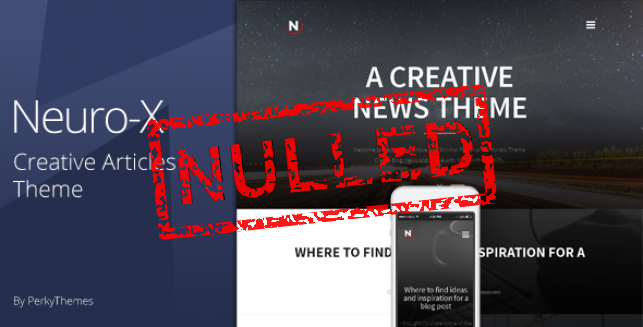 Neuro-X
Creative Articles
Theme
By PerkyThemes
N
A CREATIVE
NEWS THEME
NULLED
WHERE TO FIND
SPIRATION FOR A
N
Where to find ideas
and inspiration for a
blog post